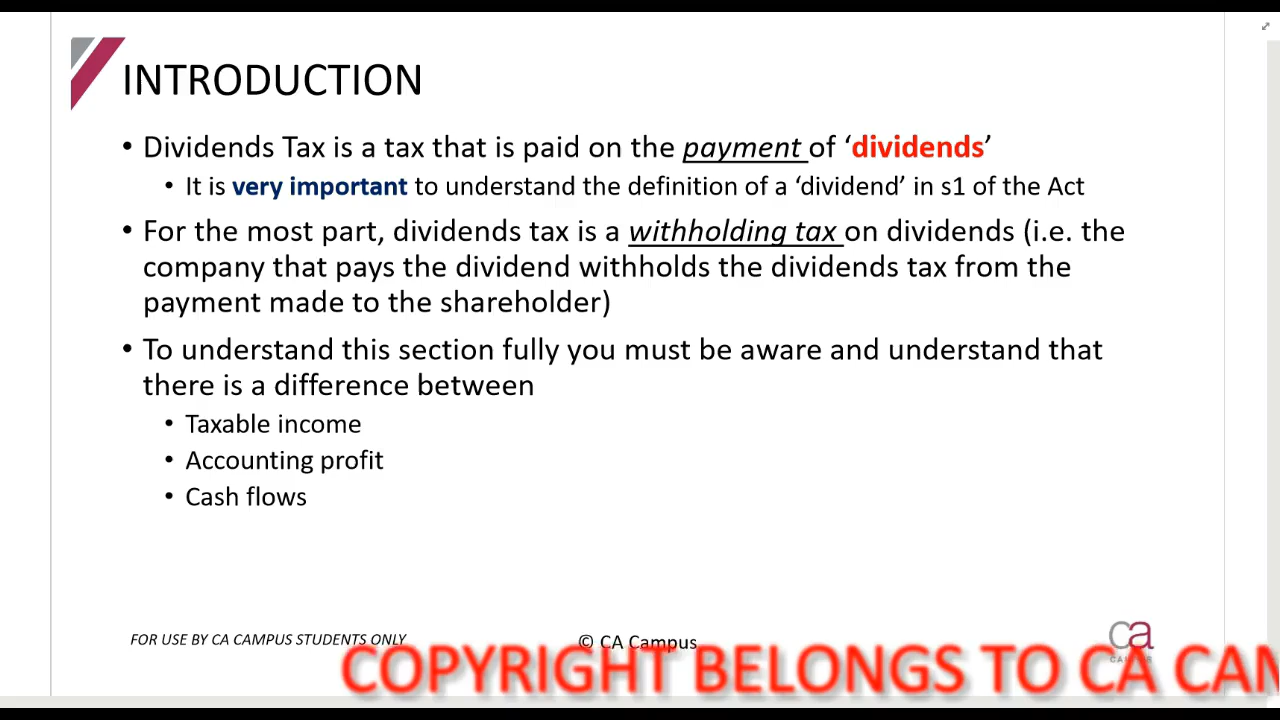 INTRODUCTION
• Dividends Tax is a tax that is paid on the payment of ‘dividends’
• It is very important to understand the definition of a ‘dividend’ in s1 of the Act
• For the most part, dividends tax is a withholding tax on dividends (i.e. the
company that pays the dividend withholds the dividends tax from the
payment made to the shareholder)
• To understand this section fully you must be aware and understand that
there is a difference between
• Taxable income
• Accounting profit
• Cash flows
FOR USE BY CA CAMPUS STUDENTS ONLY
© CA Campus
ca
CAMPUS
COPYRIGHT BELONGS TO CA CAM